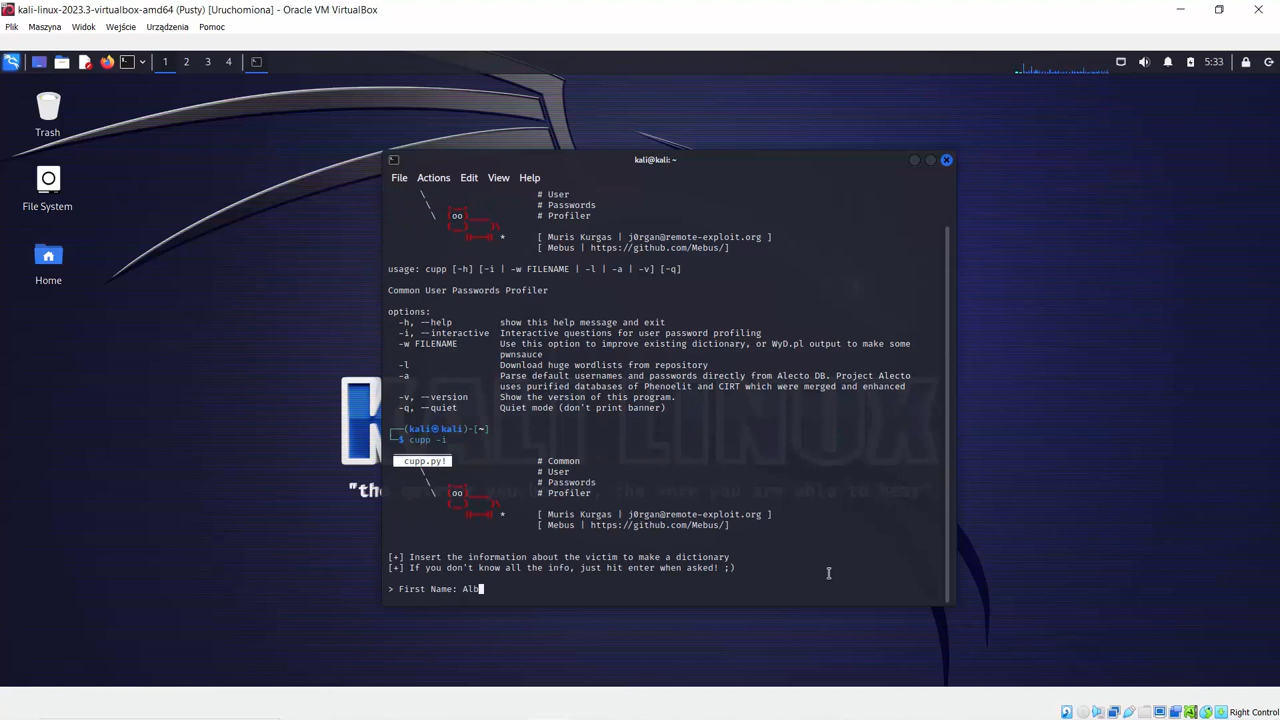 kali-linux-2023.3-virtualbox-amd64 (Pusty) [Uruchomiona] - Oracle VM VirtualBox
Plik Maszyna Widok Wejście Urządzenia Pomoc
1 2 3 4 5:33
Trash
File System
Home
kali@kali: ~
File Actions Edit View Help
\ # User
\ # Passwords
\ (oo)____ # Profiler
(__) )\
||--|| * [ Muris Kurgas | j0rgan@remote-exploit.org ]
[ Mebus | https://github.com/Mebus/]
usage: cupp [-h] [-i | -w FILENAME | -l | -a | -v] [-q]
Common User Passwords Profiler
options:
-h, --help show this help message and exit
-i, --interactive Interactive questions for user password profiling
-w FILENAME Use this option to improve existing dictionary, or WyD.pl output to make some
pwnsauce
-l Download huge wordlists from repository
-a Parse default usernames and passwords directly from Alecto DB. Project Alecto
uses purified databases of Phenoelit and CIRT which were merged and enhanced
-v, --version Show the version of this program.
-q, --quiet Quiet mode (don't print banner)
┌──(kali㉿kali)-[~]
└─$ cupp -i
cupp.py! # Common
\ # User
\ # Passwords
\ (oo)____ # Profiler
(__) )\
||--|| * [ Muris Kurgas | j0rgan@remote-exploit.org ]
[ Mebus | https://github.com/Mebus/]
[+] Insert the information about the victim to make a dictionary
[+] If you don't know all the info, just hit enter when asked! ;)
> First Name: Alb
Right Control